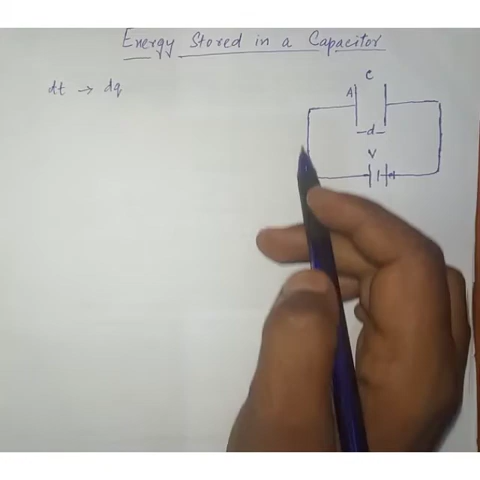 Energy Stored in a Capacitor
dt → dq
C
A
d
V